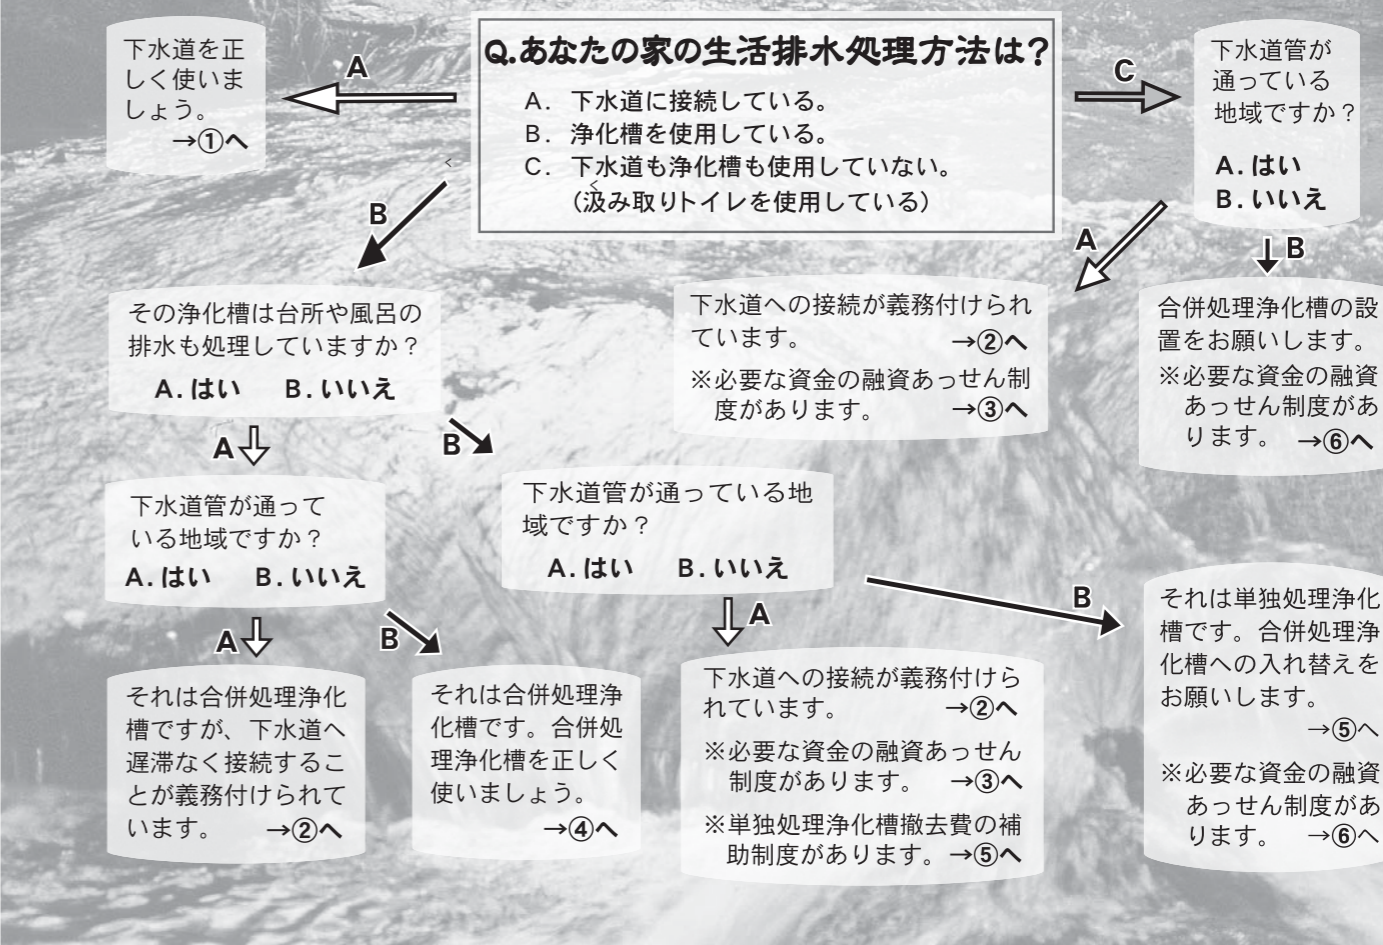 Q.あなたの家の生活排水処理方法は？
A. 下水道に接続している。
B. 浄化槽を使用している。
C. 下水道も浄化槽も使用していない。
く
（汲み取りトイレを使用している）
A
下水道を正
しく使いま
しょう。
→①へ
く
B
C
下水道管が
通っている
地域ですか？
A. はい
B. いいえ
A
B
その浄化槽は台所や風呂の
排水も処理していますか？
A. はい B. いいえ
下水道への接続が義務付けられ
ています。 →②へ
※必要な資金の融資あっせん制
度があります。 →③へ
合併処理浄化槽の設
置をお願いします。
※必要な資金の融資
あっせん制度があ
ります。 →⑥へ
A
B
下水道管が通って
いる地域ですか？
A. はい B. いいえ
下水道管が通っている地
域ですか？
A. はい B. いいえ
A
B
A
B
それは合併処理浄化
槽ですが、下水道へ
遅滞なく接続するこ
とが義務付けられて
います。 →②へ
それは合併処理浄
化槽です。合併処
理浄化槽を正しく
使いましょう。
→④へ
下水道への接続が義務付けら
れています。 →②へ
※必要な資金の融資あっせん
制度があります。 →③へ
※単独処理浄化槽撤去費の補
助制度があります。→⑤へ
それは単独処理浄化
槽です。合併処理浄
化槽への入れ替えを
お願いします。
→⑤へ
※必要な資金の融資
あっせん制度があ
ります。 →⑥へ